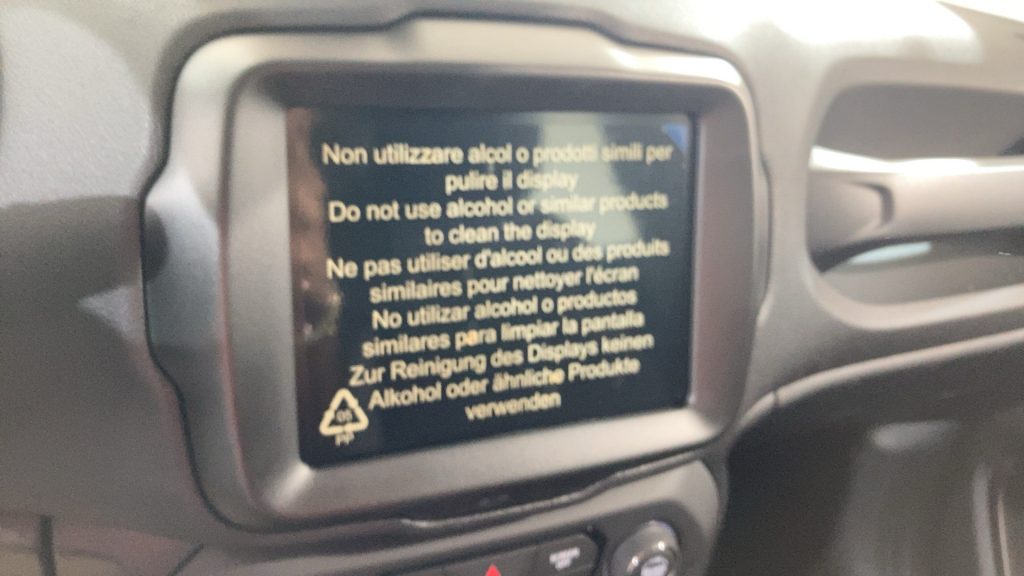 Non utilizzare alcol o prodotti simili per
pulire il display
Do not use alcohol or similar products
to clean the display
Ne pas utiliser d'alcool ou des produits
similaires pour nettoyer l'écran
No utilizar alcohol o productos
similares para limpiar la pantalla
Zur Reinigung des Displays keinen
Alkohol oder ähnliche Produkte
verwenden
05
PP